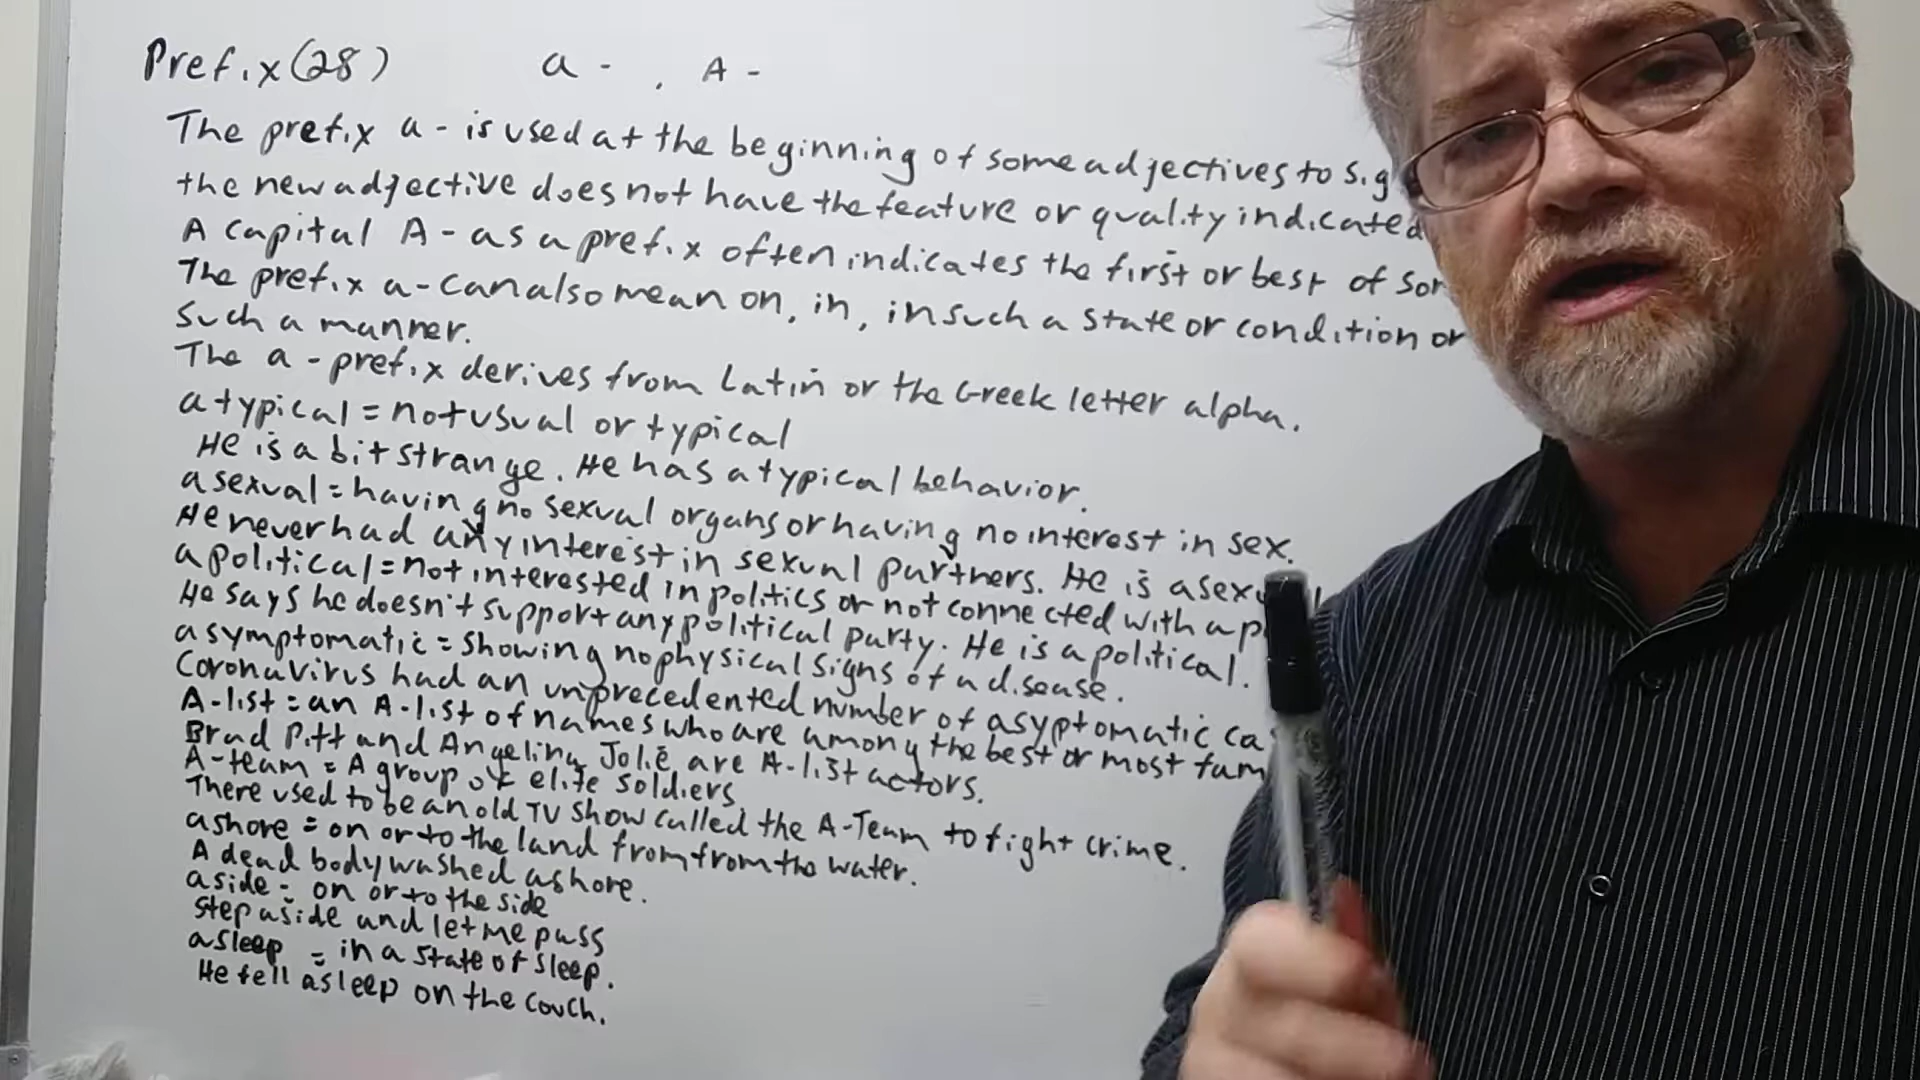 Prefix (28) a- , A-
The prefix a- is used at the beginning of some adjectives to sig
the new adjective does not have the feature or quality indicated
A capital A- as a prefix often indicates the first or best of som
The prefix a- can also mean on, in, in such a state or condition or
such a manner.
The a- prefix derives from Latin or the Greek letter alpha.
atypical = not usual or typical
He is a bit strange. He has atypical behavior.
asexual = having no sexual organs or having no interest in sex.
He never had any interest in sexual partners. He is asexual
apolitical = not interested in politics or not connected with a p
He says he doesn't support any political party. He is apolitical.
asymptomatic = showing no physical signs of a disease.
Coronavirus had an unprecedented number of asyptomatic ca
A-list = an A-list of names who are among the best or most fam
Brad Pitt and Angelina Jolie are A-list actors.
A-team = A group of elite soldiers
There used to be an old TV show called the A-Team to fight crime.
ashore = on or to the land from from the water.
A dead body washed ashore.
aside = on or to the side
step aside and let me pass
asleep = in a state of sleep.
He fell asleep on the couch.